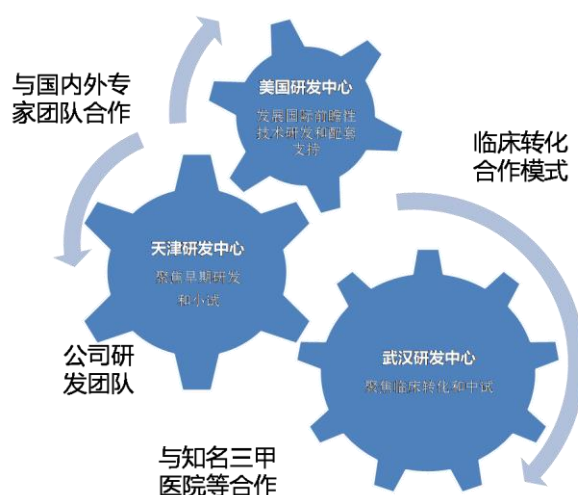 与国内外专
家团队合作
美国研发中心
发展国际前瞻性
技术研发和配套
支持
临床转化
合作模式
天津研发中心
聚焦早期研发
和小试
公司研
发团队
武汉研发中心
聚焦临床转化和中试
与知名三甲
医院等合作